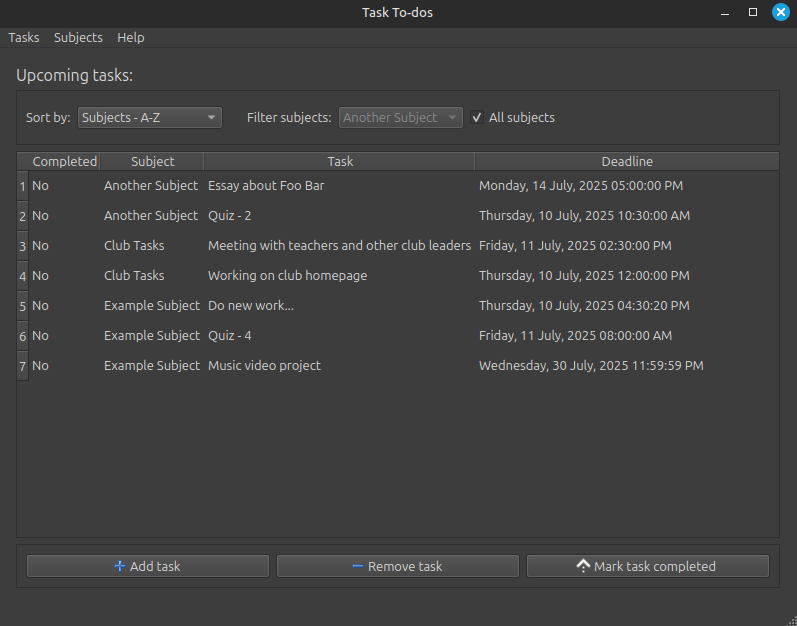 Task To-dos
Tasks Subjects Help
Upcoming tasks:
Sort by: Subjects - A-Z Filter subjects: Another Subject All subjects
Completed Subject Task Deadline
1 No Another Subject Essay about Foo Bar Monday, 14 July, 2025 05:00:00 PM
2 No Another Subject Quiz - 2 Thursday, 10 July, 2025 10:30:00 AM
3 No Club Tasks Meeting with teachers and other club leaders Friday, 11 July, 2025 02:30:00 PM
4 No Club Tasks Working on club homepage Thursday, 10 July, 2025 12:00:00 PM
5 No Example Subject Do new work... Thursday, 10 July, 2025 04:30:20 PM
6 No Example Subject Quiz - 4 Friday, 11 July, 2025 08:00:00 AM
7 No Example Subject Music video project Wednesday, 30 July, 2025 11:59:59 PM
Add task Remove task Mark task completed